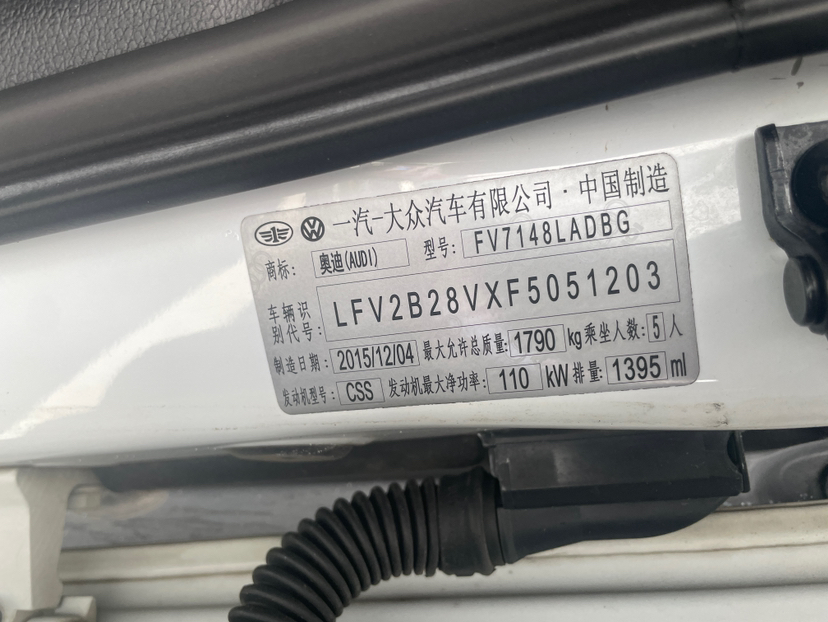 一汽-大众汽车有限公司·中国制造
商标: 奥迪(AUDI) 型号: FV7148LADBG
车辆识别代号: LFV2B28VXF5051203
制造日期: 2015/12/04 最大允许总质量: 1790 kg 乘坐人数: 5 人
发动机型号: CSS 发动机最大净功率: 110 kW 排量: 1395 ml